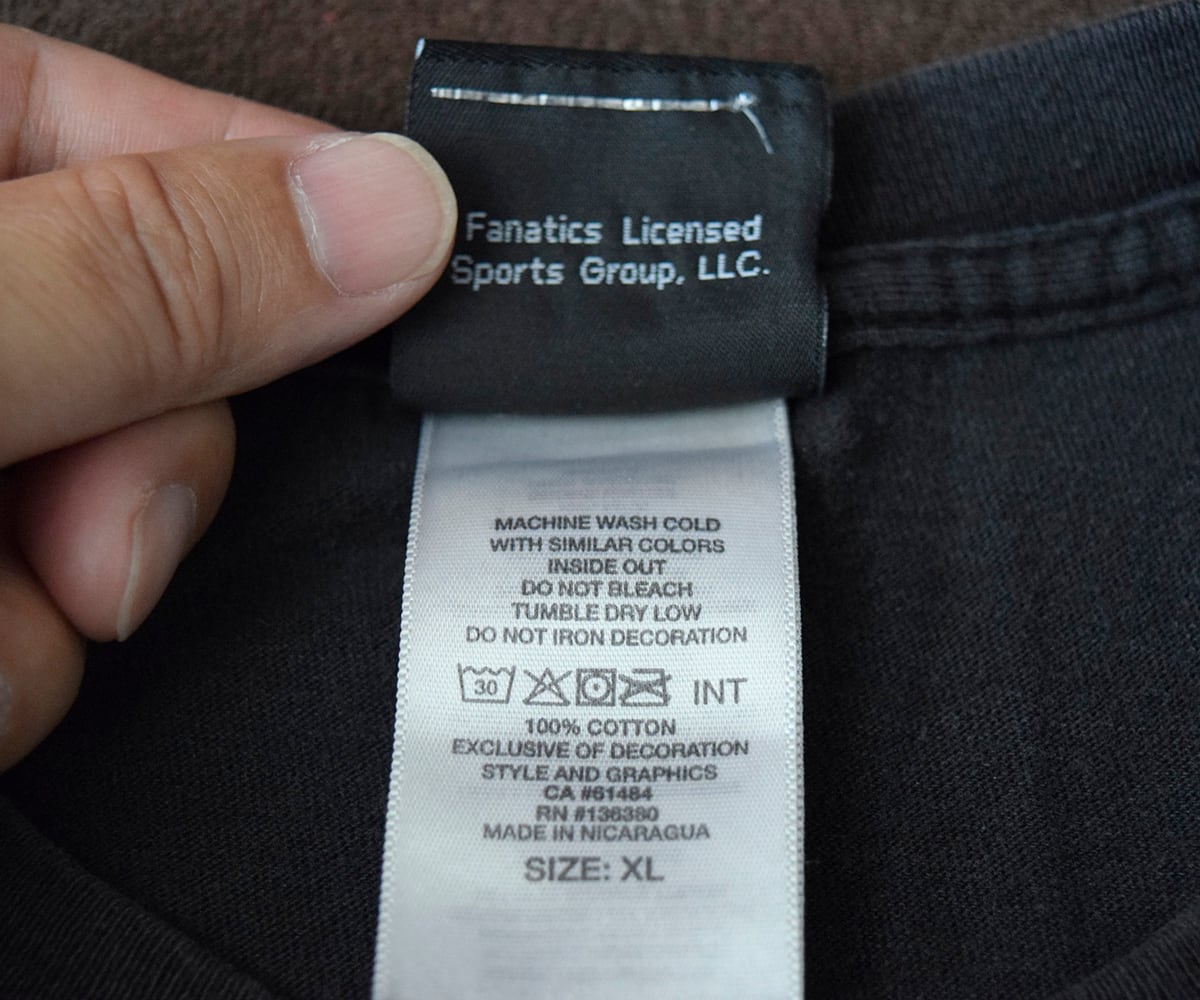 Fanatics Licensed
Sports Group, LLC.
MACHINE WASH COLD
WITH SIMILAR COLORS
INSIDE OUT
DO NOT BLEACH
TUMBLE DRY LOW
DO NOT IRON DECORATION
30 INT
100% COTTON
EXCLUSIVE OF DECORATION
STYLE AND GRAPHICS
CA #61484
RN #136380
MADE IN NICARAGUA
SIZE: XL